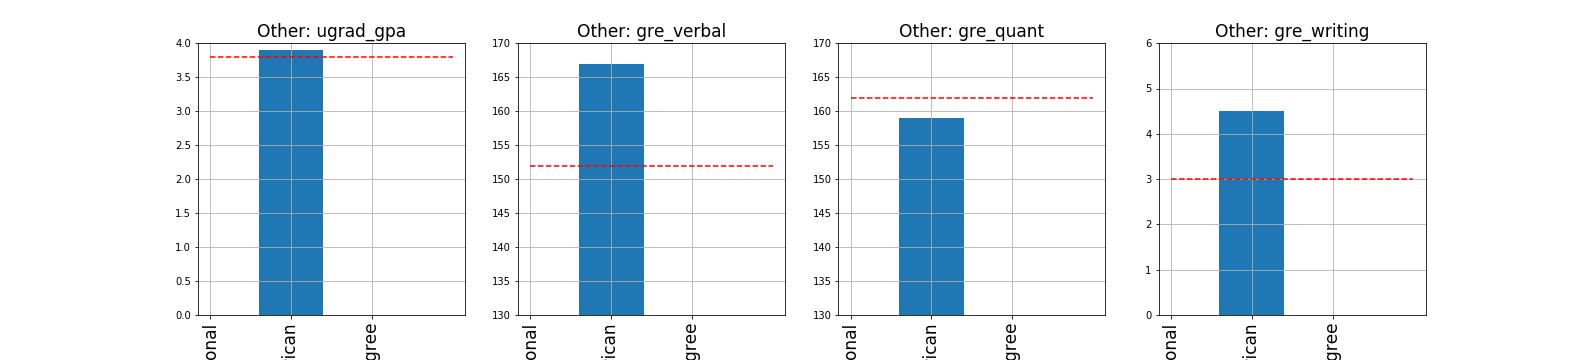 Other: ugrad_gpa
4.0
3.5
3.0
2.5
2.0
1.5
1.0
0.5
0.0
onal
ican
gree
Other: gre_verbal
170
165
160
155
150
145
140
135
130
onal
ican
gree
Other: gre_quant
170
165
160
155
150
145
140
135
130
onal
ican
gree
Other: gre_writing
6
5
4
3
2
1
0
onal
ican
gree